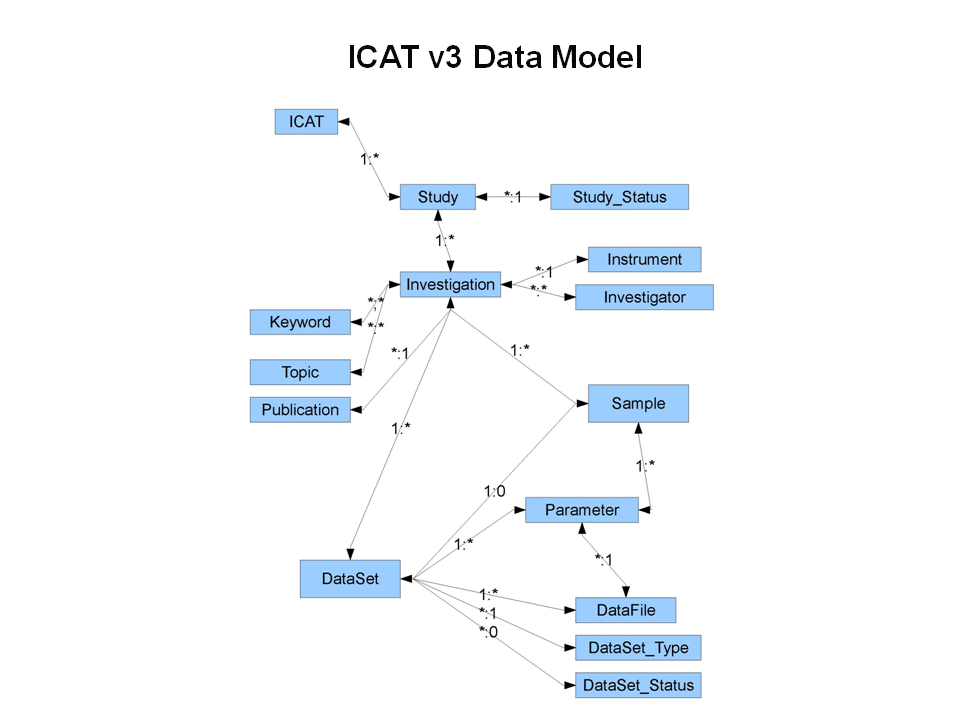 ICAT v3 Data Model
ICAT
1:*
Study
*:1
Study_Status
1:*
Instrument
*:1
Investigation
*:*
Investigator
*;*
Keyword
*:*
1:*
*:1
Topic
Publication
Sample
1:*
1:*
1:0
Parameter
1:*
*:1
DataSet
1:*
DataFile
*:1
*:0
DataSet_Type
DataSet_Status